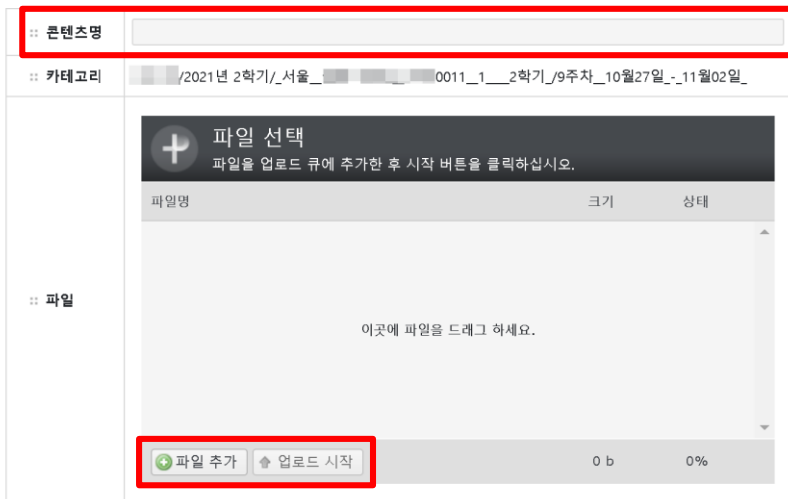 :: 콘텐츠명
:: 카테고리
/2021년 2학기/_서울__ 0011__1___2학기_/9주차__10월27일_-_11월02일_
파일 선택
파일을 업로드 큐에 추가한 후 시작 버튼을 클릭하십시오.
파일명 크기 상태
:: 파일
이곳에 파일을 드래그 하세요.
파일 추가 업로드 시작 0 b 0%